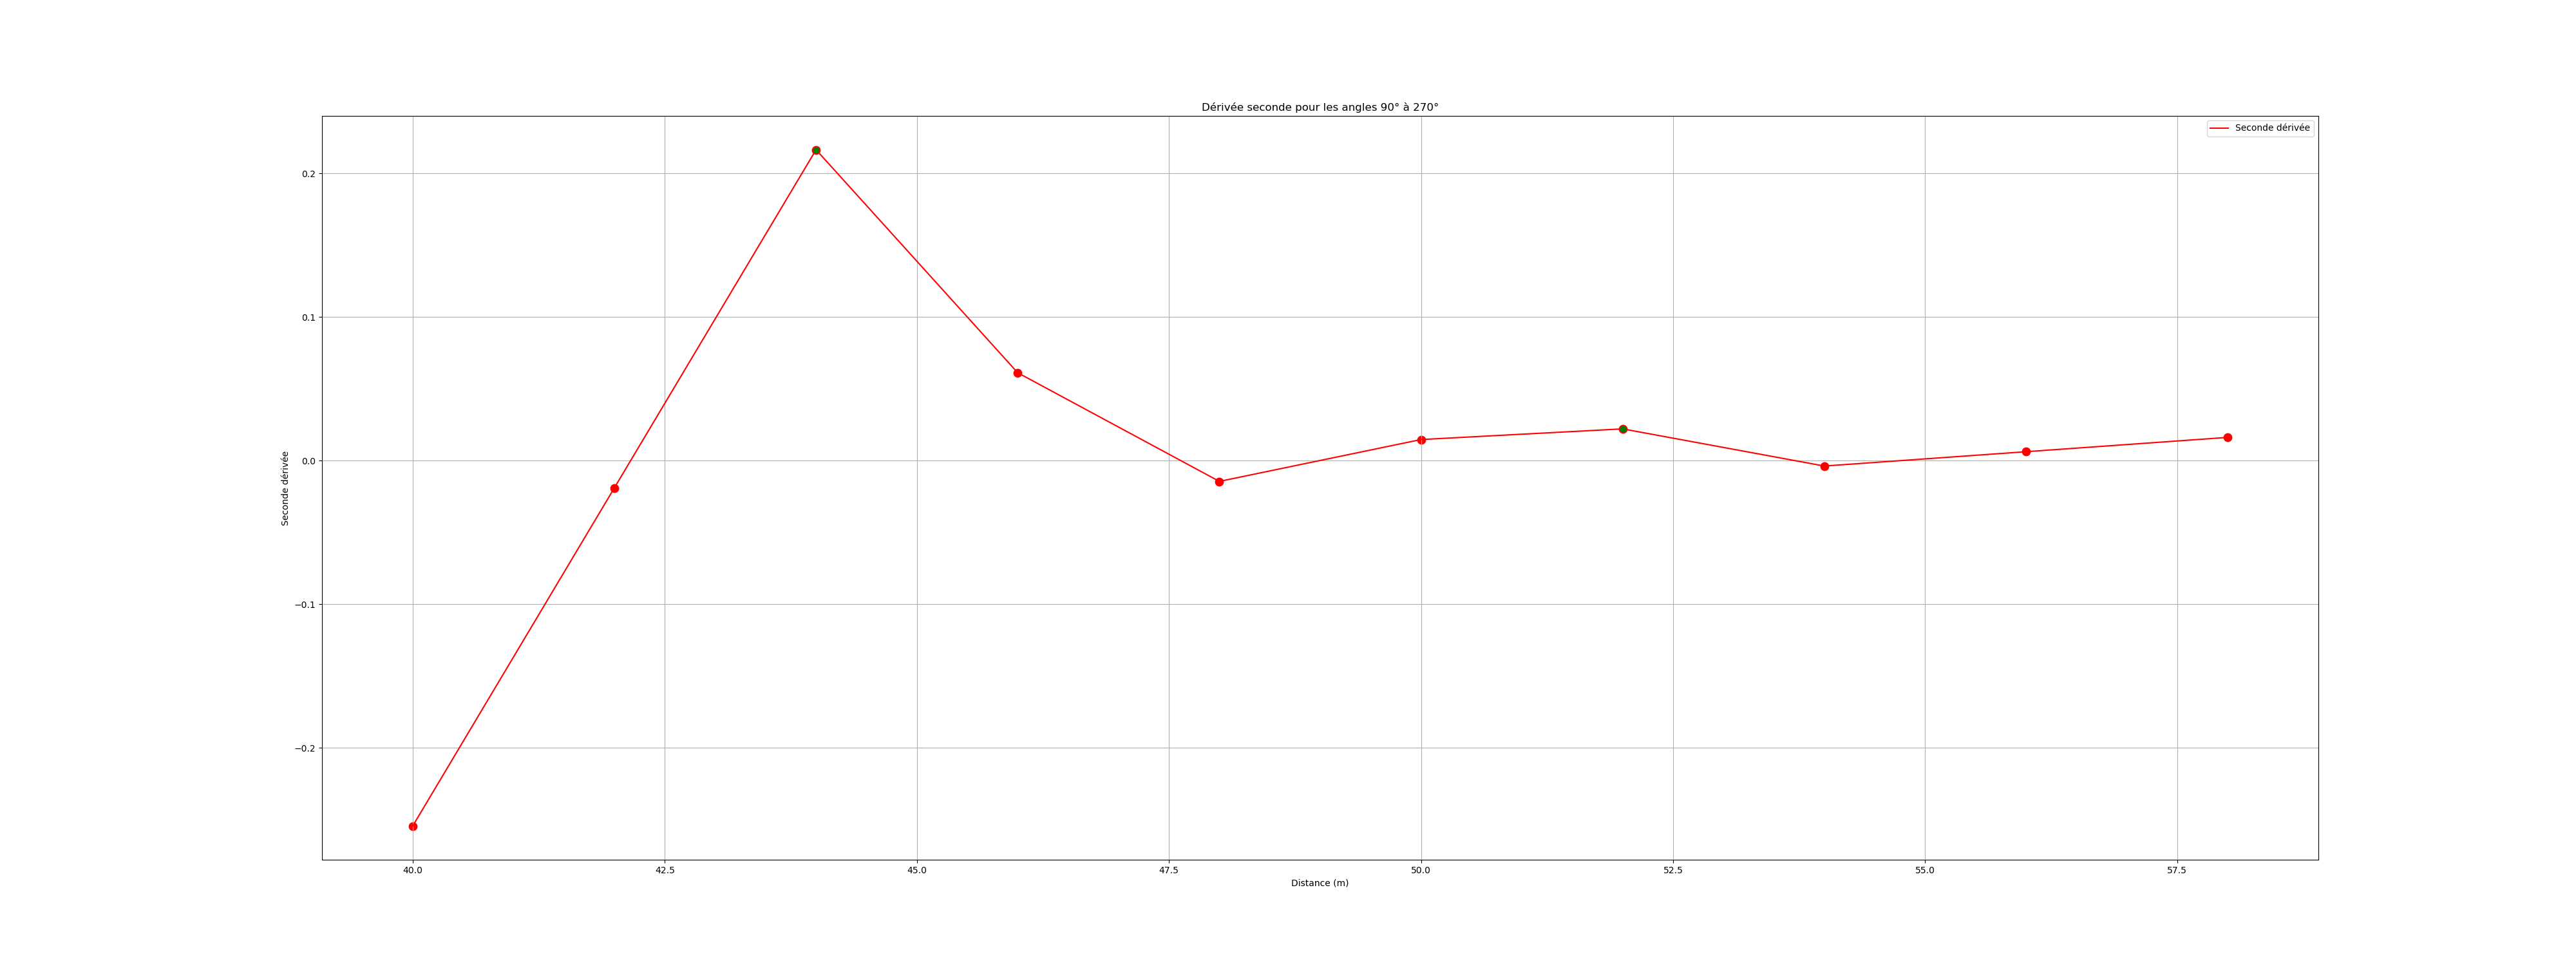 Dérivée seconde pour les angles 90° à 270°
Seconde dérivée
0.2
0.1
0.0
−0.1
−0.2
Seconde dérivée
40.0 42.5 45.0 47.5 50.0 52.5 55.0 57.5
Distance (m)